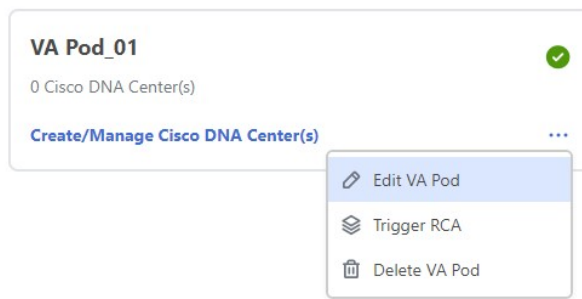 VA Pod_01
0 Cisco DNA Center(s)
Create/Manage Cisco DNA Center(s)
Edit VA Pod
Trigger RCA
Delete VA Pod